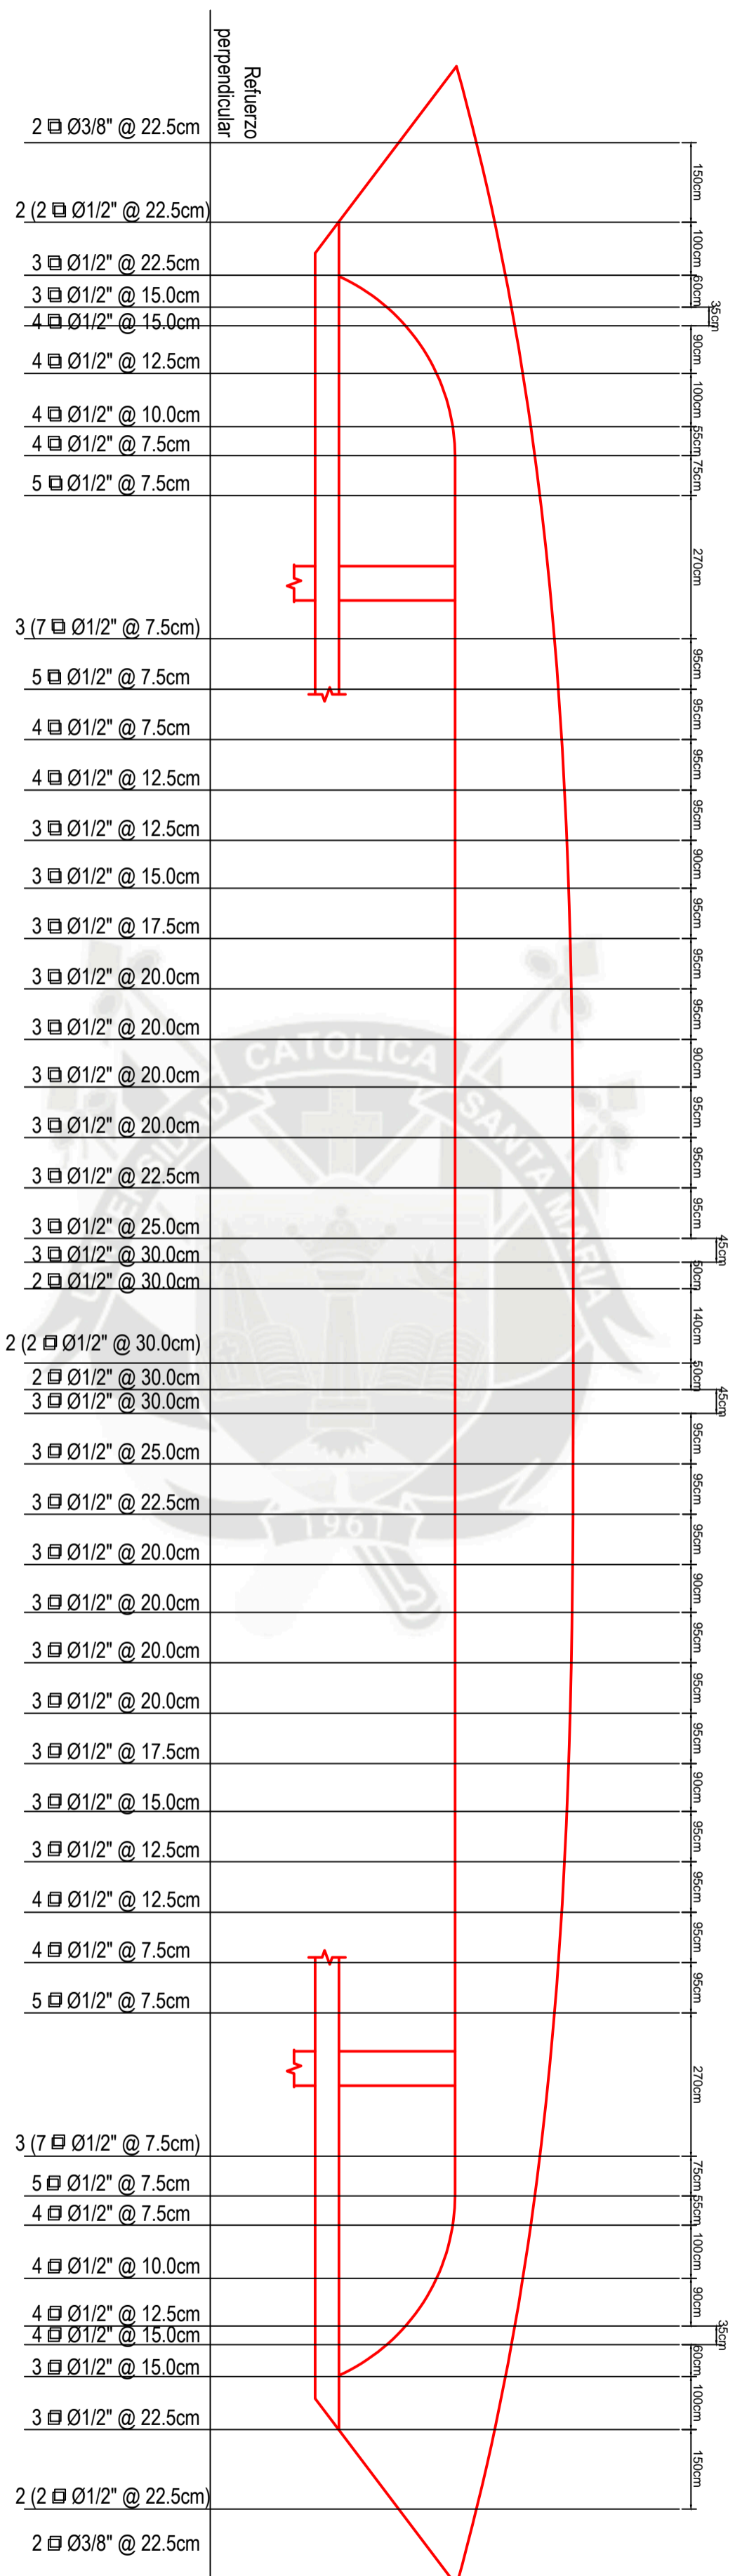 Refuerzo
perpendicular
2 Ø3/8" @ 22.5cm
150cm
2 (2 Ø1/2" @ 22.5cm)
100cm
3 Ø1/2" @ 22.5cm
60cm
3 Ø1/2" @ 15.0cm
35cm
4 Ø1/2" @ 15.0cm
90cm
4 Ø1/2" @ 12.5cm
100cm
4 Ø1/2" @ 10.0cm
55cm
4 Ø1/2" @ 7.5cm
75cm
5 Ø1/2" @ 7.5cm
270cm
3 (7 Ø1/2" @ 7.5cm)
95cm
5 Ø1/2" @ 7.5cm
95cm
4 Ø1/2" @ 7.5cm
95cm
4 Ø1/2" @ 12.5cm
95cm
3 Ø1/2" @ 12.5cm
90cm
3 Ø1/2" @ 15.0cm
95cm
3 Ø1/2" @ 17.5cm
95cm
3 Ø1/2" @ 20.0cm
95cm
3 Ø1/2" @ 20.0cm
90cm
3 Ø1/2" @ 20.0cm
95cm
3 Ø1/2" @ 20.0cm
95cm
3 Ø1/2" @ 22.5cm
95cm
3 Ø1/2" @ 25.0cm
45cm
3 Ø1/2" @ 30.0cm
50cm
2 Ø1/2" @ 30.0cm
140cm
2 (2 Ø1/2" @ 30.0cm)
50cm
2 Ø1/2" @ 30.0cm
45cm
3 Ø1/2" @ 30.0cm
95cm
3 Ø1/2" @ 25.0cm
95cm
3 Ø1/2" @ 22.5cm
95cm
3 Ø1/2" @ 20.0cm
90cm
3 Ø1/2" @ 20.0cm
95cm
3 Ø1/2" @ 20.0cm
95cm
3 Ø1/2" @ 20.0cm
95cm
3 Ø1/2" @ 17.5cm
90cm
3 Ø1/2" @ 15.0cm
95cm
3 Ø1/2" @ 12.5cm
95cm
4 Ø1/2" @ 12.5cm
95cm
4 Ø1/2" @ 7.5cm
95cm
5 Ø1/2" @ 7.5cm
270cm
3 (7 Ø1/2" @ 7.5cm)
75cm
5 Ø1/2" @ 7.5cm
55cm
4 Ø1/2" @ 7.5cm
100cm
4 Ø1/2" @ 10.0cm
90cm
4 Ø1/2" @ 12.5cm
35cm
4 Ø1/2" @ 15.0cm
60cm
3 Ø1/2" @ 15.0cm
100cm
3 Ø1/2" @ 22.5cm
150cm
2 (2 Ø1/2" @ 22.5cm)
2 Ø3/8" @ 22.5cm
CATOLICA
SANTA MARIA
1961